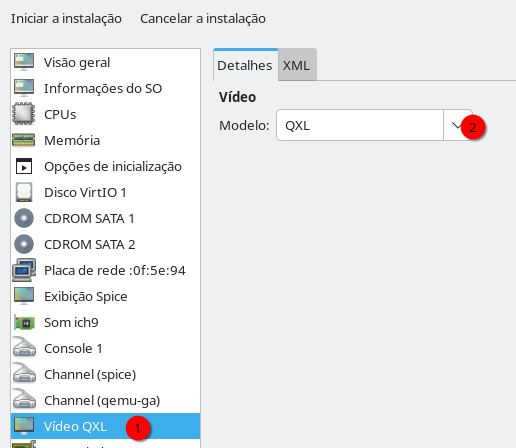 Iniciar a instalação Cancelar a instalação
Visão geral
Informações do SO
CPUs
Memória
Opções de inicialização
Disco VirtIO 1
CDROM SATA 1
CDROM SATA 2
Placa de rede :0f:5e:94
Exibição Spice
Som ich9
Console 1
Channel (spice)
Channel (qemu-ga)
Vídeo QXL 1
Detalhes XML
Vídeo
Modelo: QXL 2